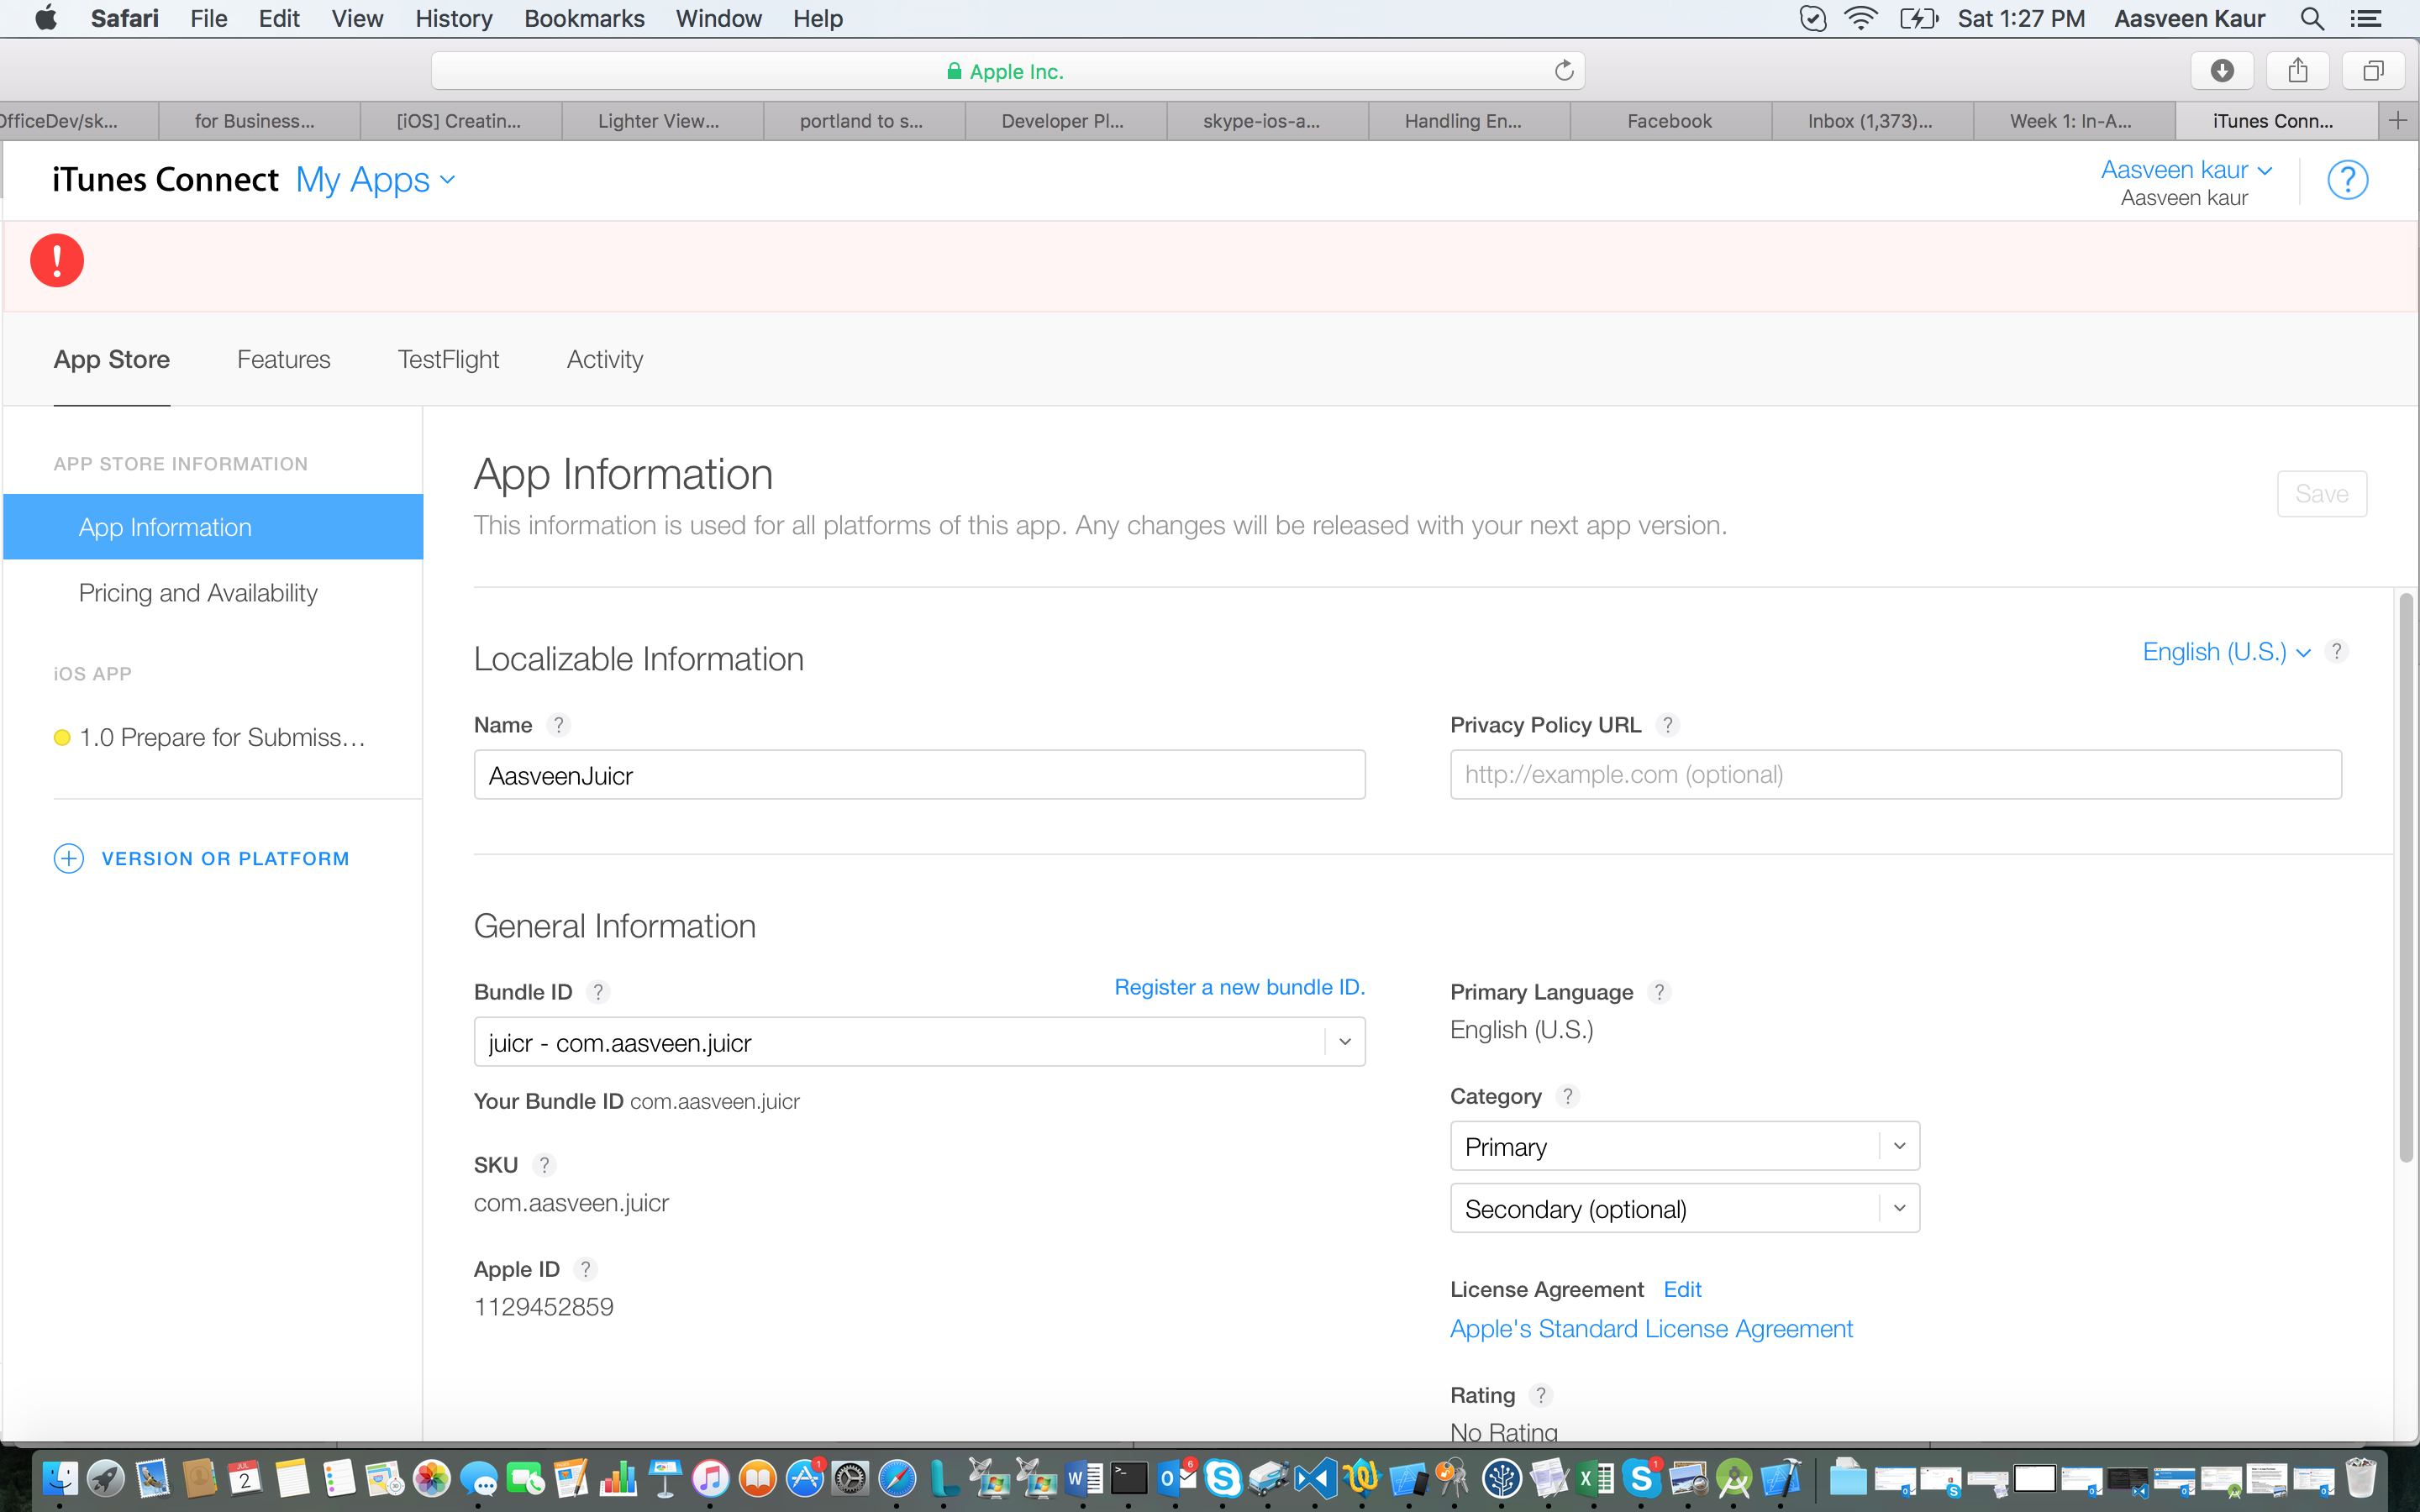 Safari File Edit View History Bookmarks Window Help Sat 1:27 PM Aasveen Kaur
Apple Inc.
OfficeDev/sk... for Business... [iOS] Creatin... Lighter View... portland to s... Developer Pl... skype-ios-a... Handling En... Facebook Inbox (1,373)... Week 1: In-A... iTunes Conn...
iTunes Connect My Apps Aasveen kaur ?
Aasveen kaur
!
App Store Features TestFlight Activity
APP STORE INFORMATION
App Information
Pricing and Availability
iOS APP
1.0 Prepare for Submiss...
VERSION OR PLATFORM
App Information
Save
This information is used for all platforms of this app. Any changes will be released with your next app version.
Localizable Information
English (U.S.) ?
Name ?
AasveenJuicr
Privacy Policy URL ?
http://example.com (optional)
General Information
Bundle ID ? Register a new bundle ID.
juicr - com.aasveen.juicr
Your Bundle ID com.aasveen.juicr
SKU ?
com.aasveen.juicr
Apple ID ?
1129452859
Primary Language ?
English (U.S.)
Category ?
Primary
Secondary (optional)
License Agreement Edit
Apple's Standard License Agreement
Rating ?
No Rating
JUL
2
1
6
1